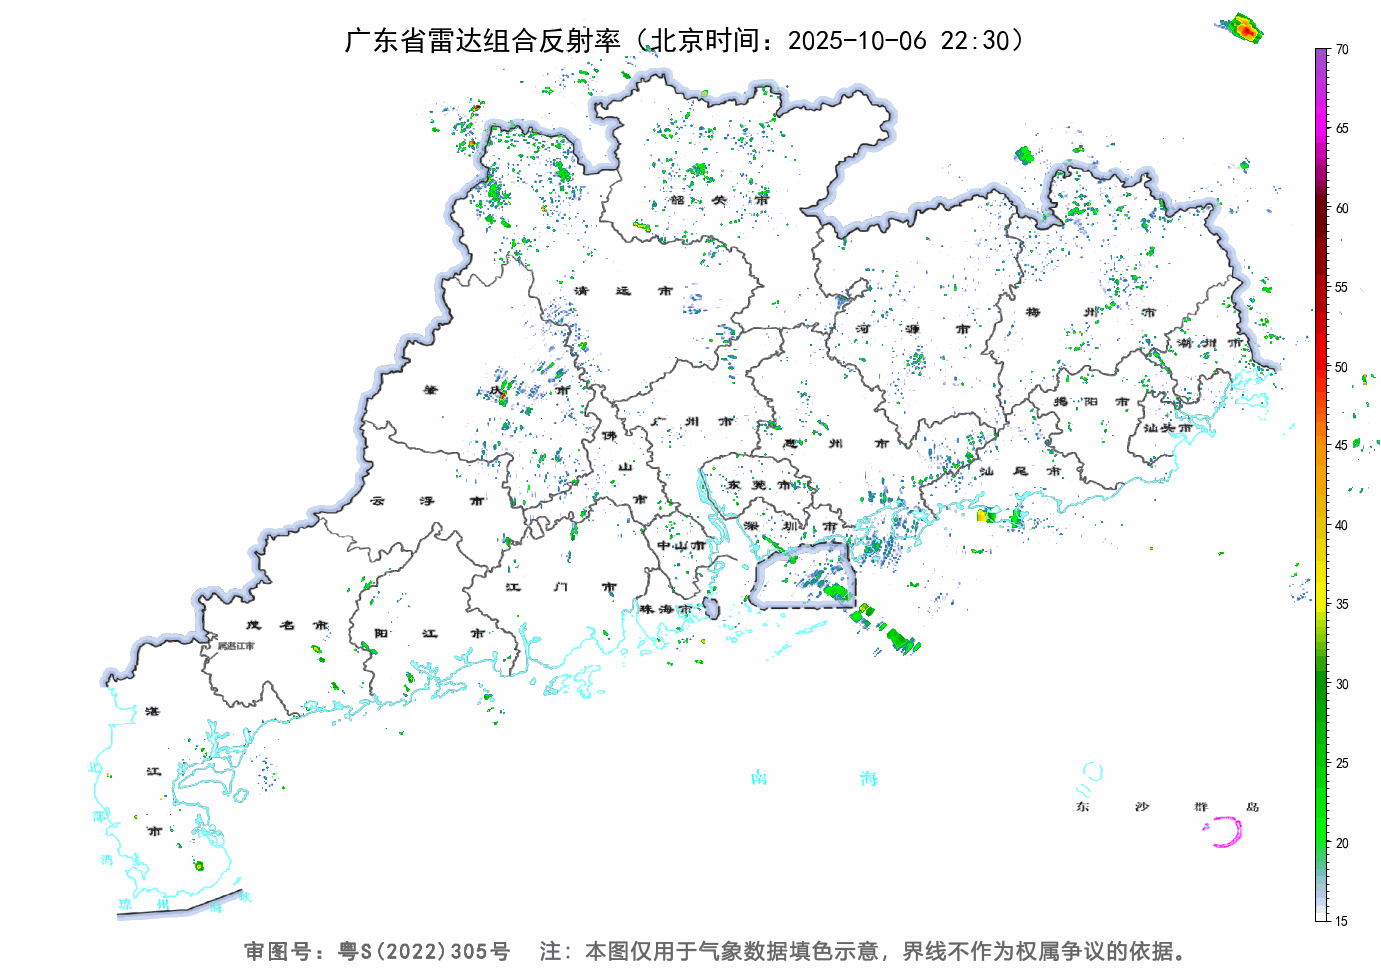 广东省雷达组合反射率（北京时间：2025-10-06 22:30）
70
65
60
55
50
45
40
35
30
25
20
15
韶关市
清远市
梅州市
河源市
潮州市
肇庆市
揭阳市
广州市
佛山市
惠州市
汕头市
汕尾市
东莞市
云浮市
深圳市
中山市
江门市
珠海市
茂名市
阳江市
属湛江市
湛江市
北部湾
南海
东沙群岛
琼州海峡
审图号：粤S(2022)305号 注：本图仅用于气象数据填色示意，界线不作为权属争议的依据。